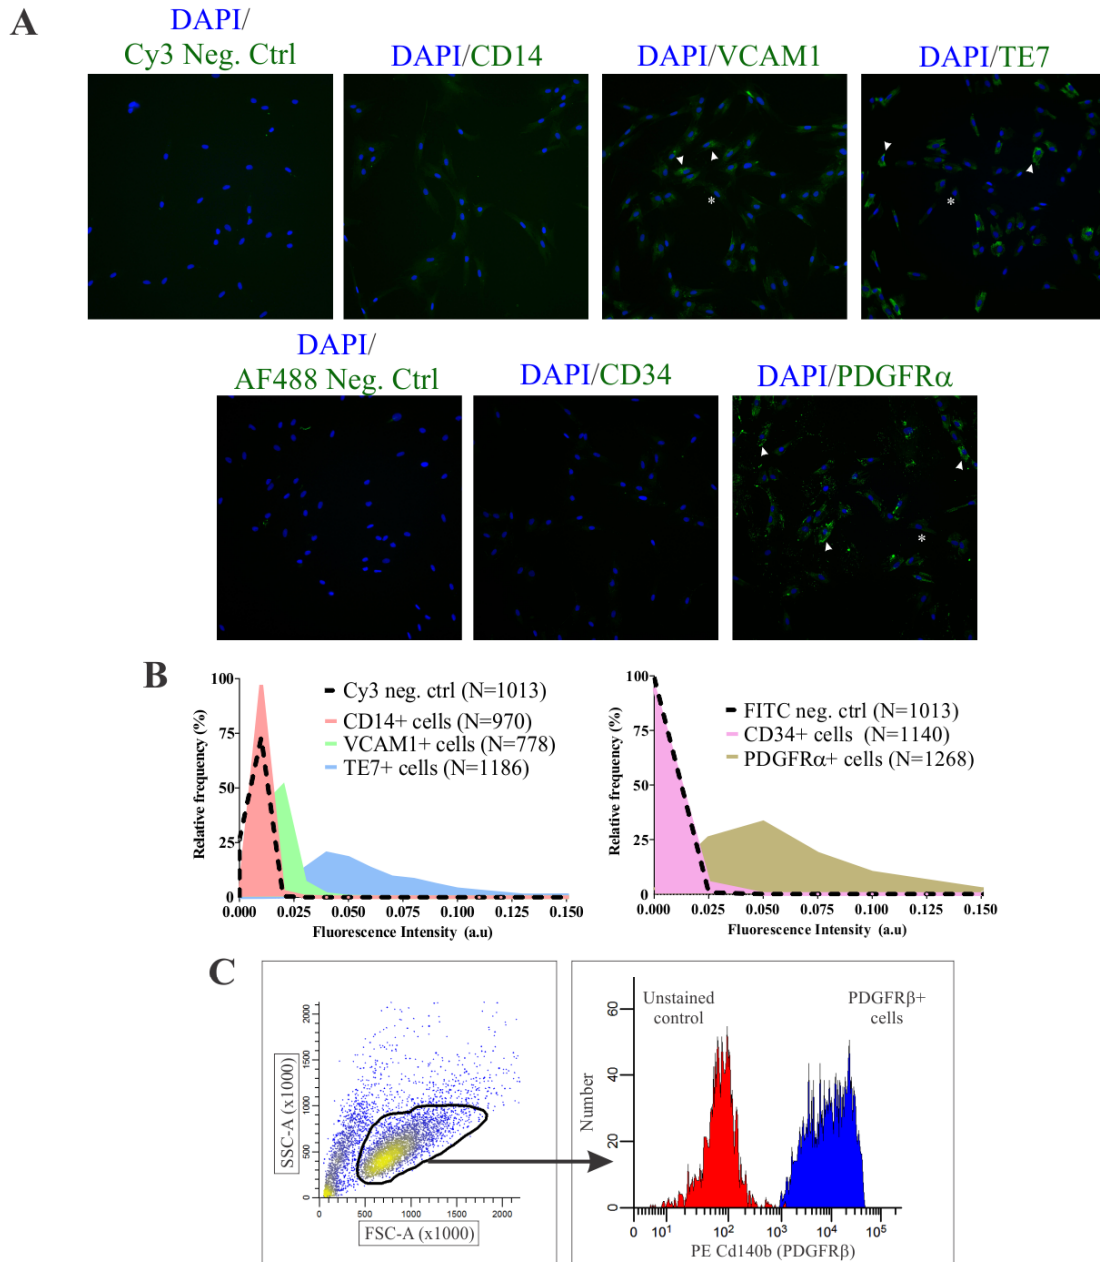 A
DAPI/
Cy3 Neg. Ctrl
DAPI/CD14
DAPI/VCAM1
DAPI/TE7
*
*
DAPI/
AF488 Neg. Ctrl
DAPI/CD34
DAPI/PDGFRα
*
B
100
75
50
25
0
Relative frequency (%)
Cy3 neg. ctrl (N=1013)
CD14+ cells (N=970)
VCAM1+ cells (N=778)
TE7+ cells (N=1186)
0.000 0.025 0.050 0.075 0.100 0.125 0.150
Fluorescence Intensity (a.u)
100
75
50
25
0
Relative frequency (%)
FITC neg. ctrl (N=1013)
CD34+ cells (N=1140)
PDGFRα+ cells (N=1268)
0.000 0.025 0.050 0.075 0.100 0.125 0.150
Fluorescence Intensity (a.u)
C
SSC-A (x1000)
2000
1500
1000
500
0
0 500 1000 1500 2000
FSC-A (x1000)
Unstained
control
PDGFRβ+
cells
Number
60
40
20
0
0 10¹ 10² 10³ 10⁴ 10⁵
PE Cd140b (PDGFRβ)